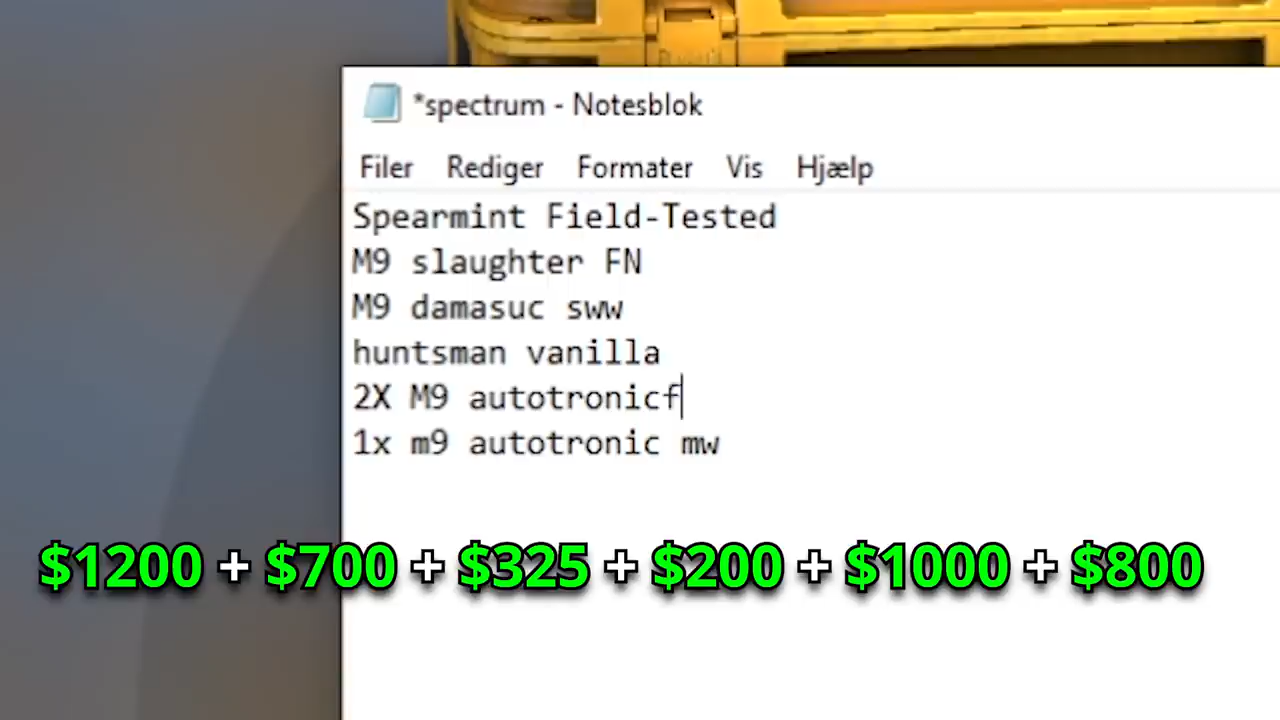 *spectrum - Notesblok
Filer Rediger Formater Vis Hjælp
Spearmint Field-Tested
M9 slaughter FN
M9 damasuc sww
huntsman vanilla
2X M9 autotronicf
1x m9 autotronic mw
$1200 + $700 + $325 + $200 + $1000 + $800